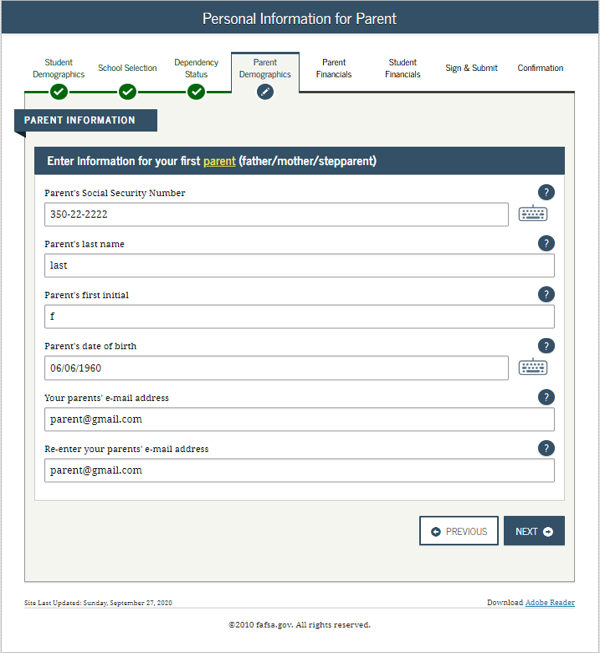 Personal Information for Parent
Student Demographics
School Selection
Dependency Status
Parent Demographics
Parent Financials
Student Financials
Sign & Submit
Confirmation
PARENT INFORMATION
Enter Information for your first parent (father/mother/stepparent)
Parent's Social Security Number ?
350-22-2222
Parent's last name ?
last
Parent's first initial ?
f
Parent's date of birth ?
06/06/1960
Your parents' e-mail address ?
parent@gmail.com
Re-enter your parents' e-mail address ?
parent@gmail.com
PREVIOUS NEXT
Site Last Updated: Sunday, September 27, 2020 Download Adobe Reader
©2010 fafsa.gov. All rights reserved.